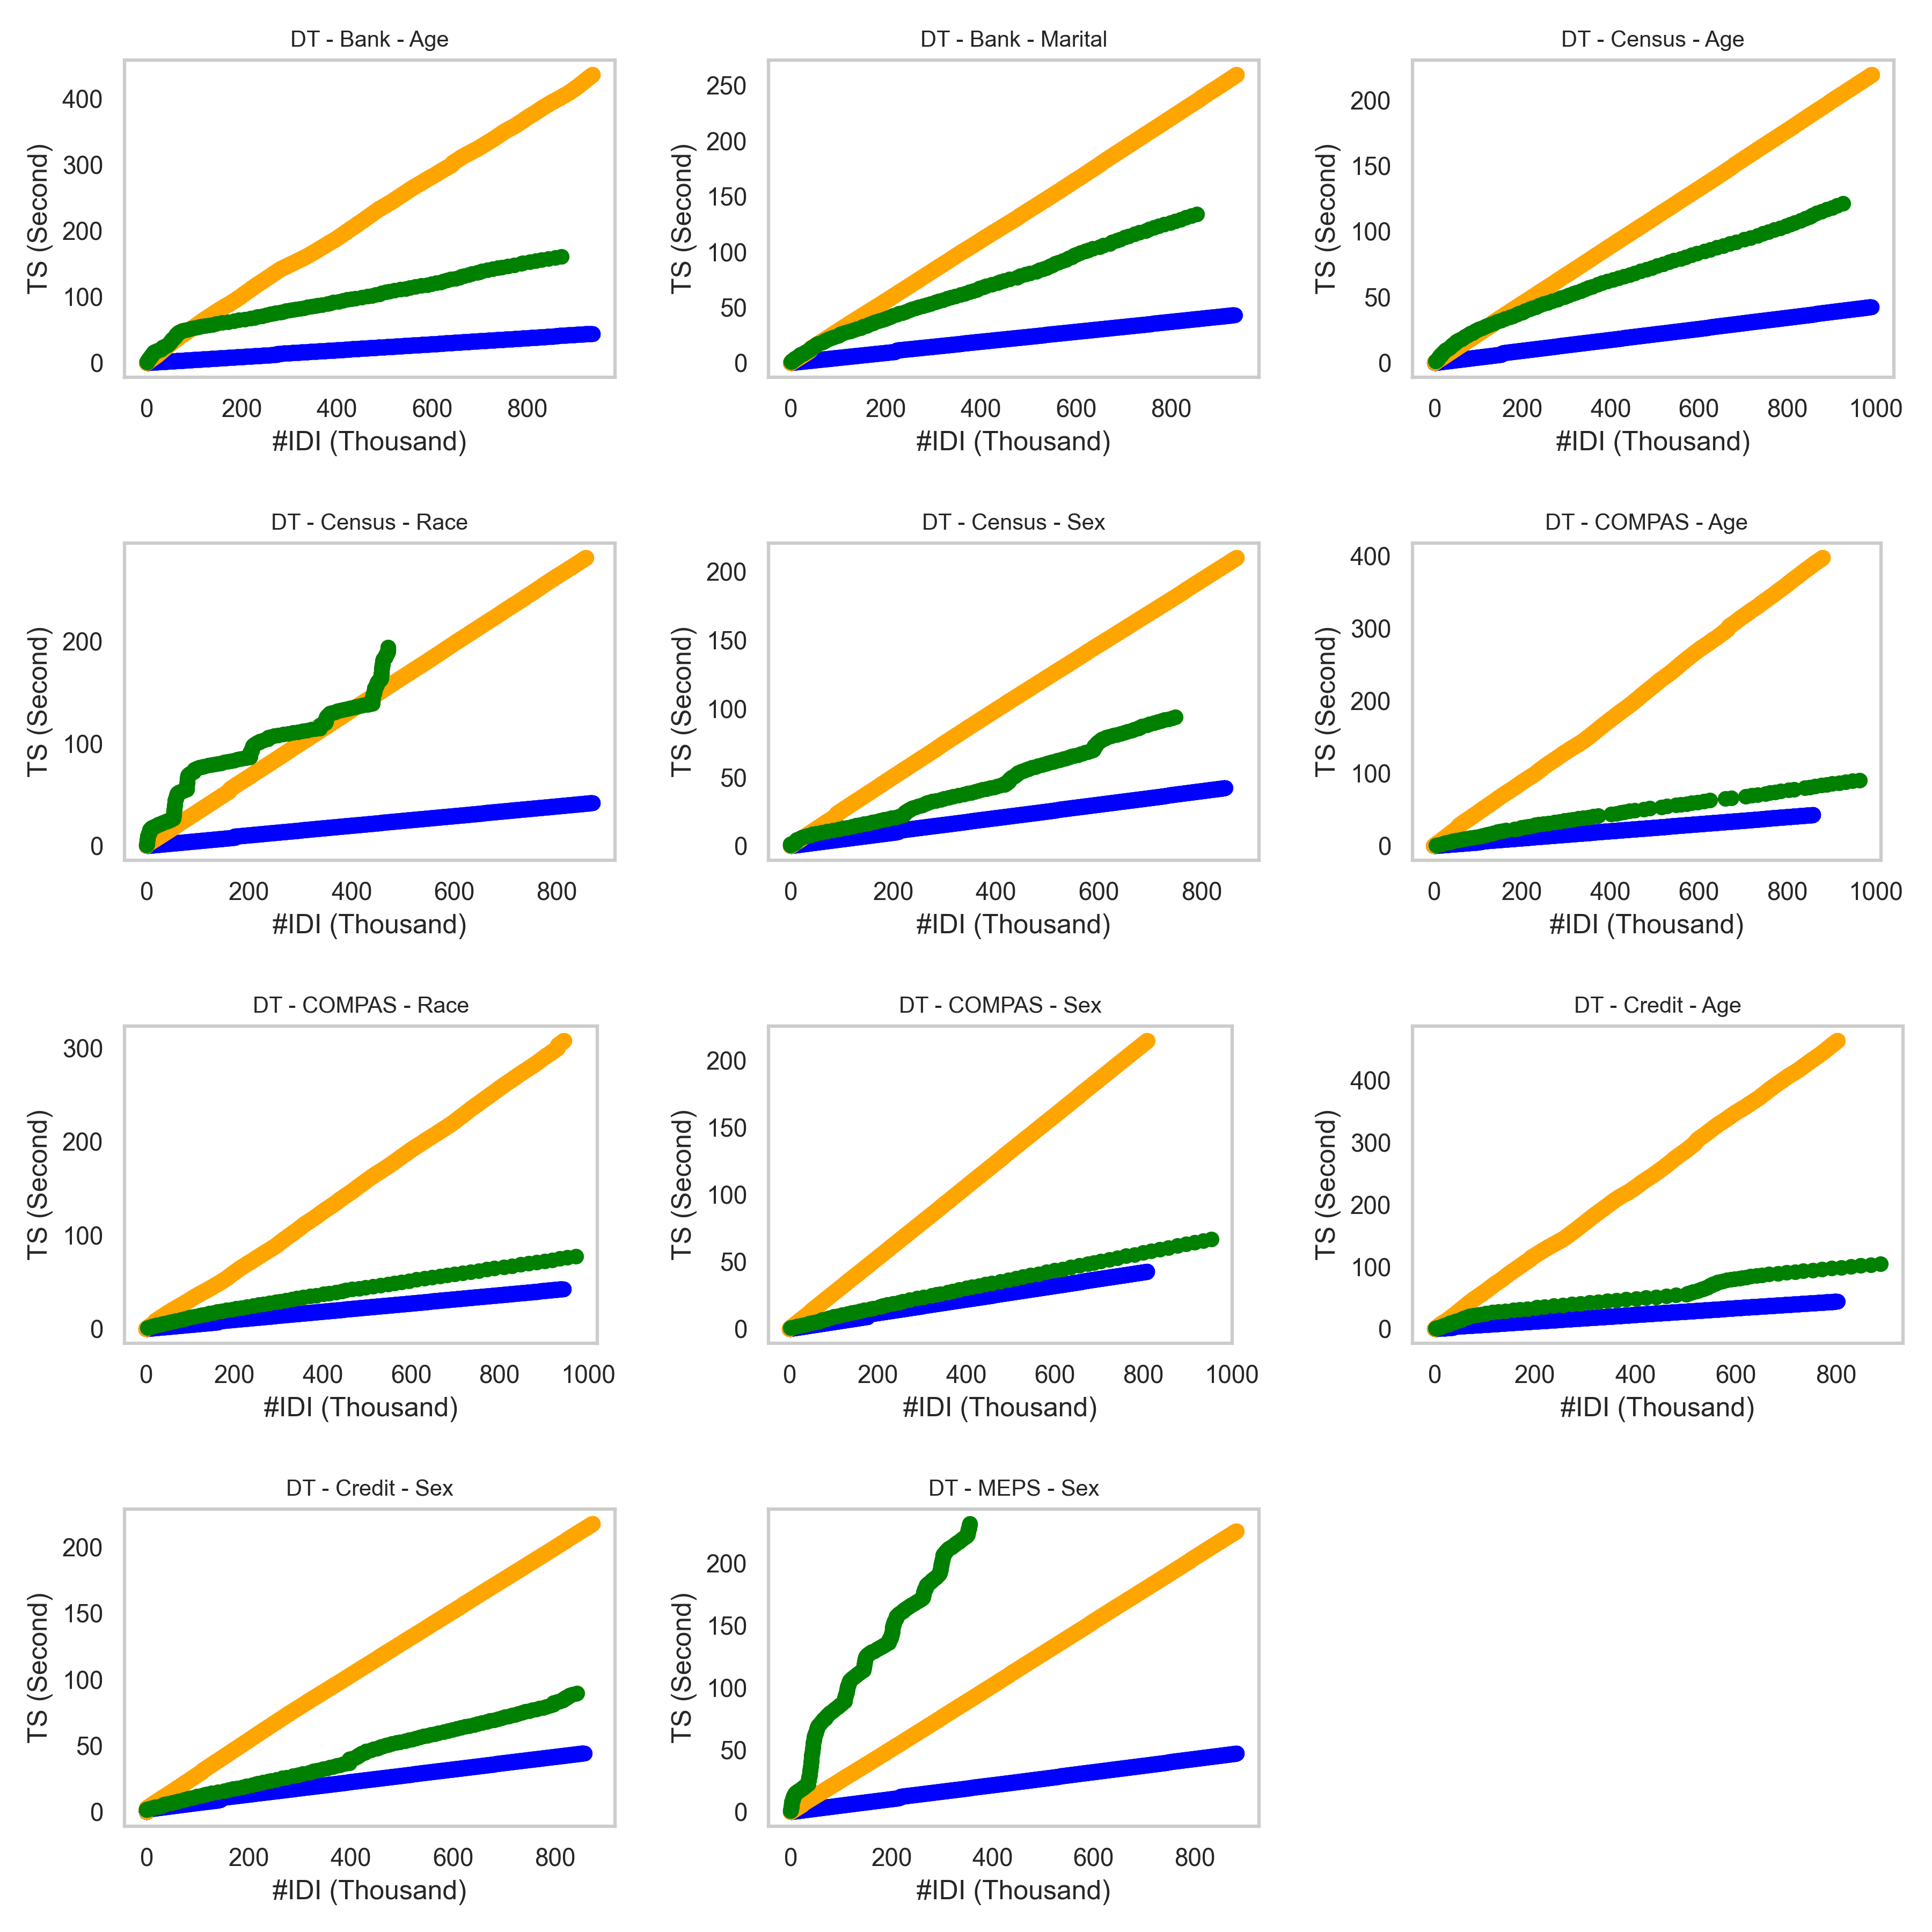 DT - Bank - Age
400
300
200
100
0
TS (Second)
0 200 400 600 800
#IDI (Thousand)
DT - Bank - Marital
250
200
150
100
50
0
TS (Second)
0 200 400 600 800
#IDI (Thousand)
DT - Census - Age
200
150
100
50
0
TS (Second)
0 200 400 600 800 1000
#IDI (Thousand)
DT - Census - Race
200
100
0
TS (Second)
0 200 400 600 800
#IDI (Thousand)
DT - Census - Sex
200
150
100
50
0
TS (Second)
0 200 400 600 800
#IDI (Thousand)
DT - COMPAS - Age
400
300
200
100
0
TS (Second)
0 200 400 600 800 1000
#IDI (Thousand)
DT - COMPAS - Race
300
200
100
0
TS (Second)
0 200 400 600 800 1000
#IDI (Thousand)
DT - COMPAS - Sex
200
150
100
50
0
TS (Second)
0 200 400 600 800 1000
#IDI (Thousand)
DT - Credit - Age
400
300
200
100
0
TS (Second)
0 200 400 600 800
#IDI (Thousand)
DT - Credit - Sex
200
150
100
50
0
TS (Second)
0 200 400 600 800
#IDI (Thousand)
DT - MEPS - Sex
200
150
100
50
0
TS (Second)
0 200 400 600 800
#IDI (Thousand)